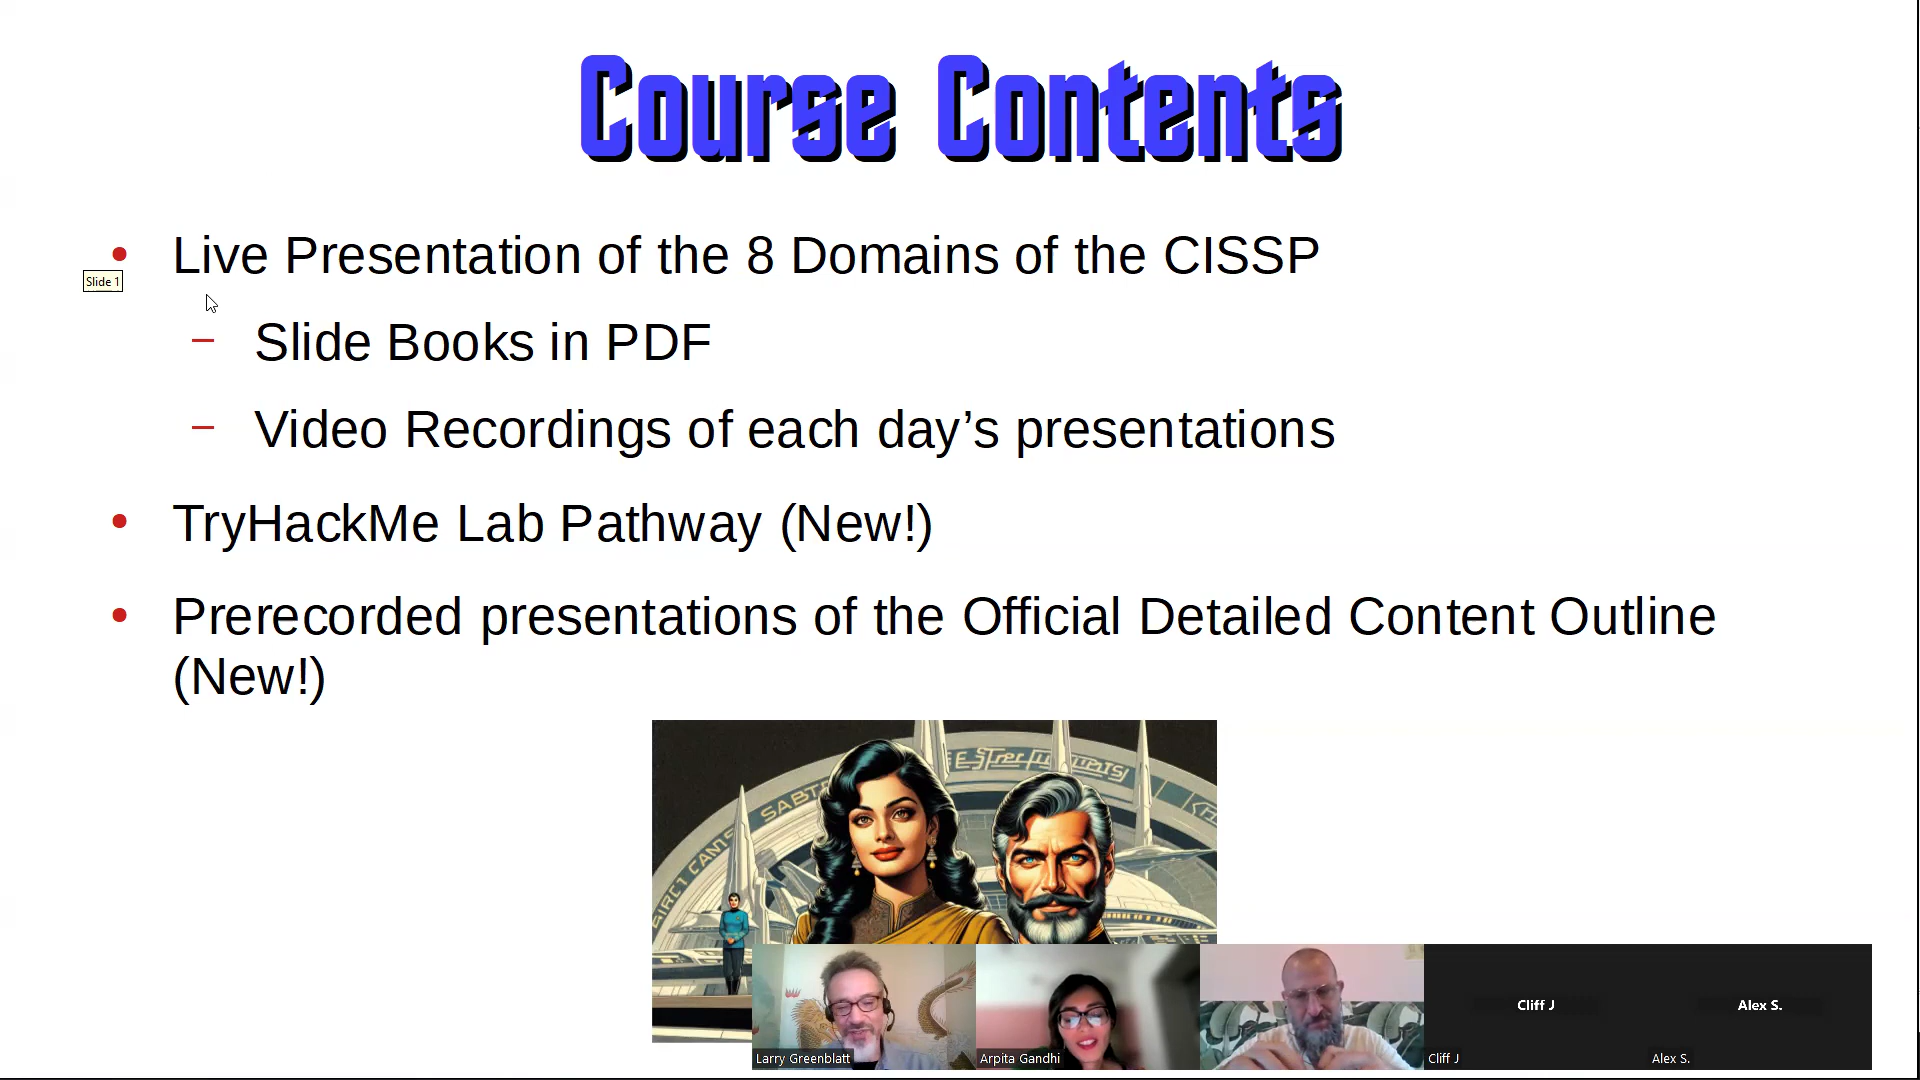 Course Contents
Live Presentation of the 8 Domains of the CISSP
Slide 1
Slide Books in PDF
Video Recordings of each day’s presentations
TryHackMe Lab Pathway (New!)
Prerecorded presentations of the Official Detailed Content Outline
(New!)
Cliff J
Alex S.
Larry Greenblatt
Arpita Gandhi
Cliff J
Alex S.